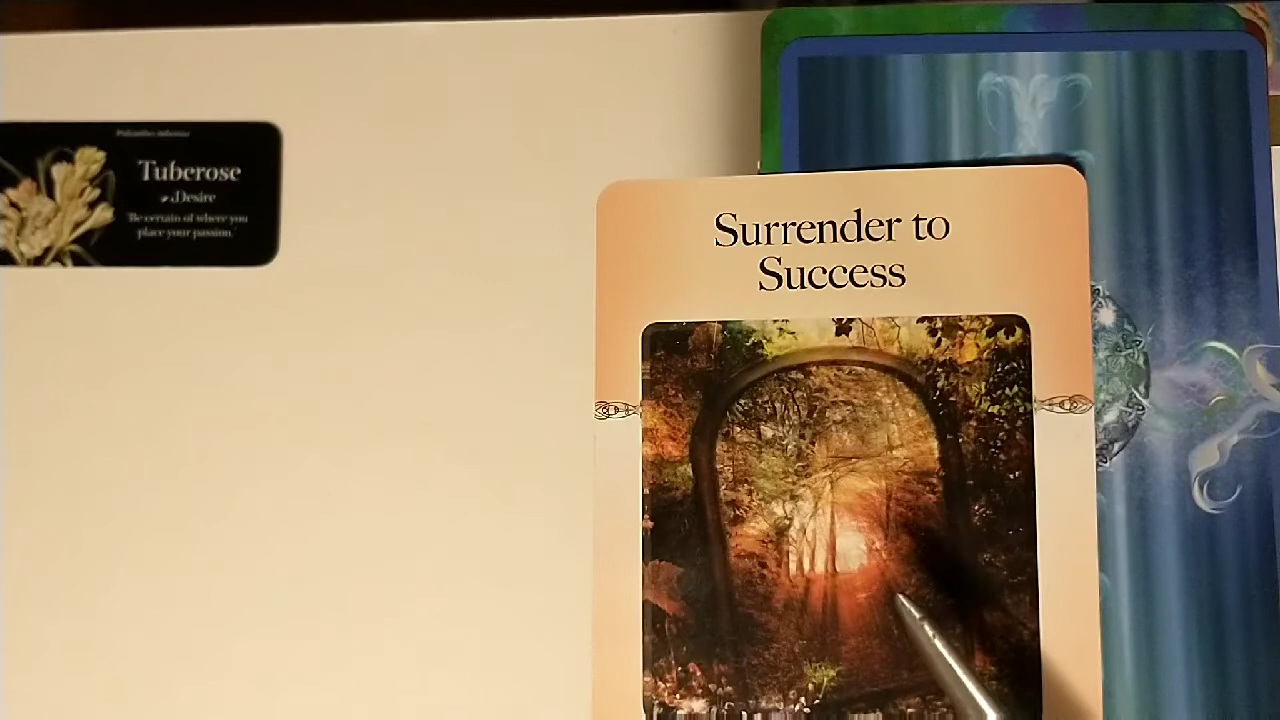 Tuberose
Desire
Be certain of where you
place your passion.
Surrender to
Success